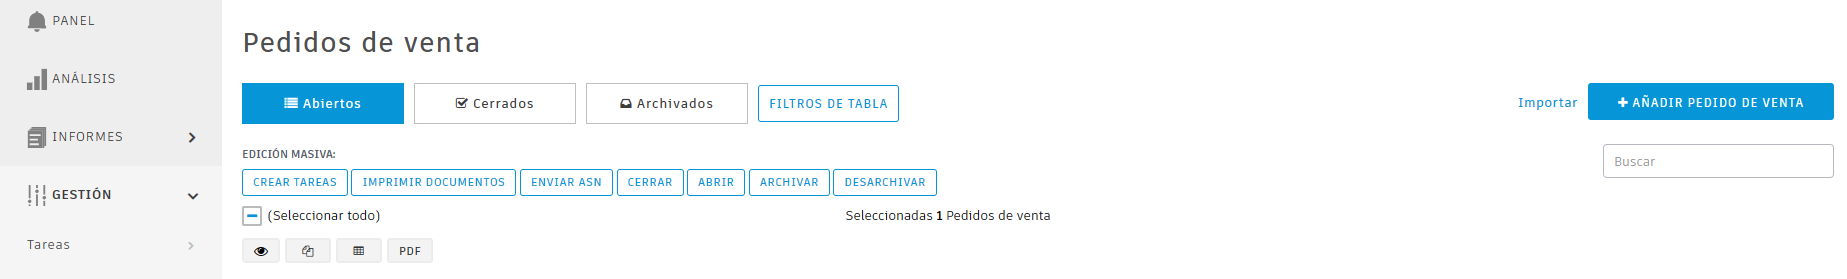 PANEL
ANÁLISIS
INFORMES
GESTIÓN
Tareas
Pedidos de venta
Abiertos
Cerrados
Archivados
FILTROS DE TABLA
Importar
AÑADIR PEDIDO DE VENTA
EDICIÓN MASIVA:
Buscar
CREAR TAREAS
IMPRIMIR DOCUMENTOS
ENVIAR ASN
CERRAR
ABRIR
ARCHIVAR
DESARCHIVAR
(Seleccionar todo)
Seleccionadas 1 Pedidos de venta
PDF